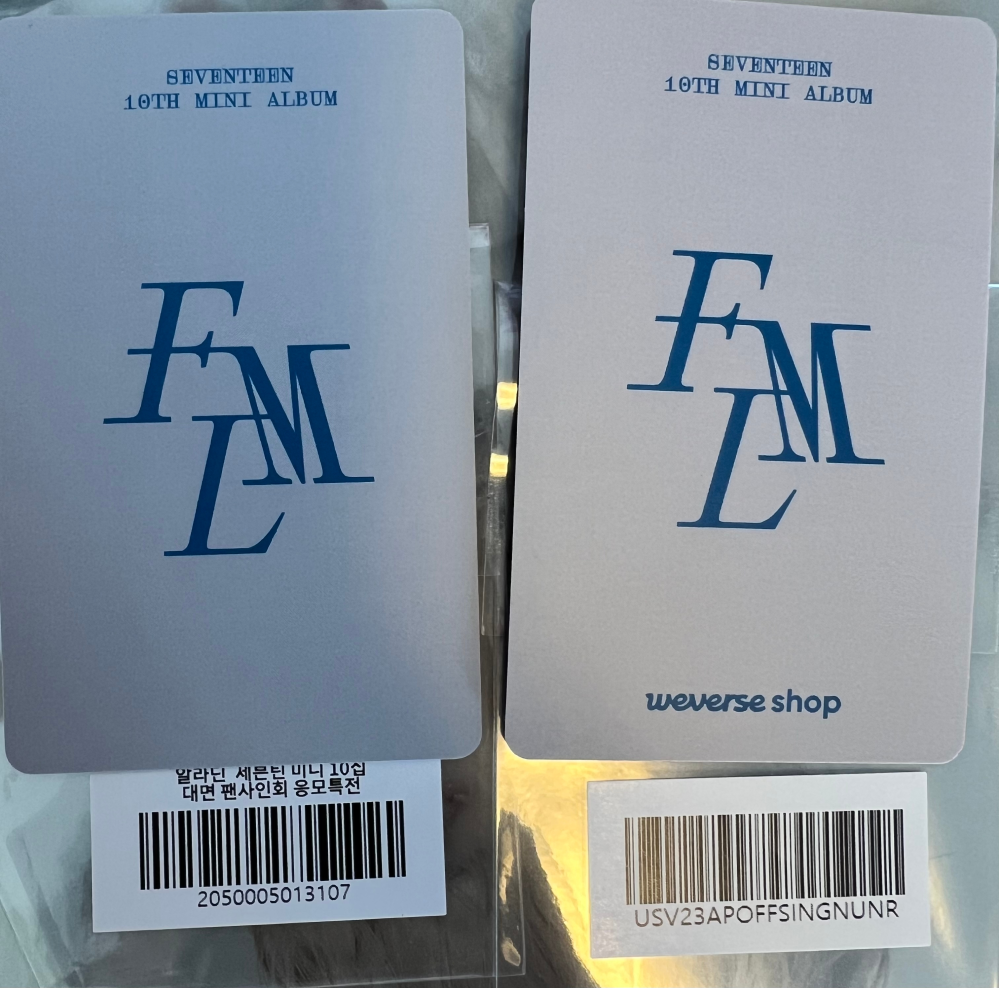 SEVENTEEN
10TH MINI ALBUM
FML
알라딘 세븐틴 미니 10집
대면 팬사인회 응모특전
2050005013107
SEVENTEEN
10TH MINI ALBUM
FML
weverse shop
USV23APOFFSINGNUNR